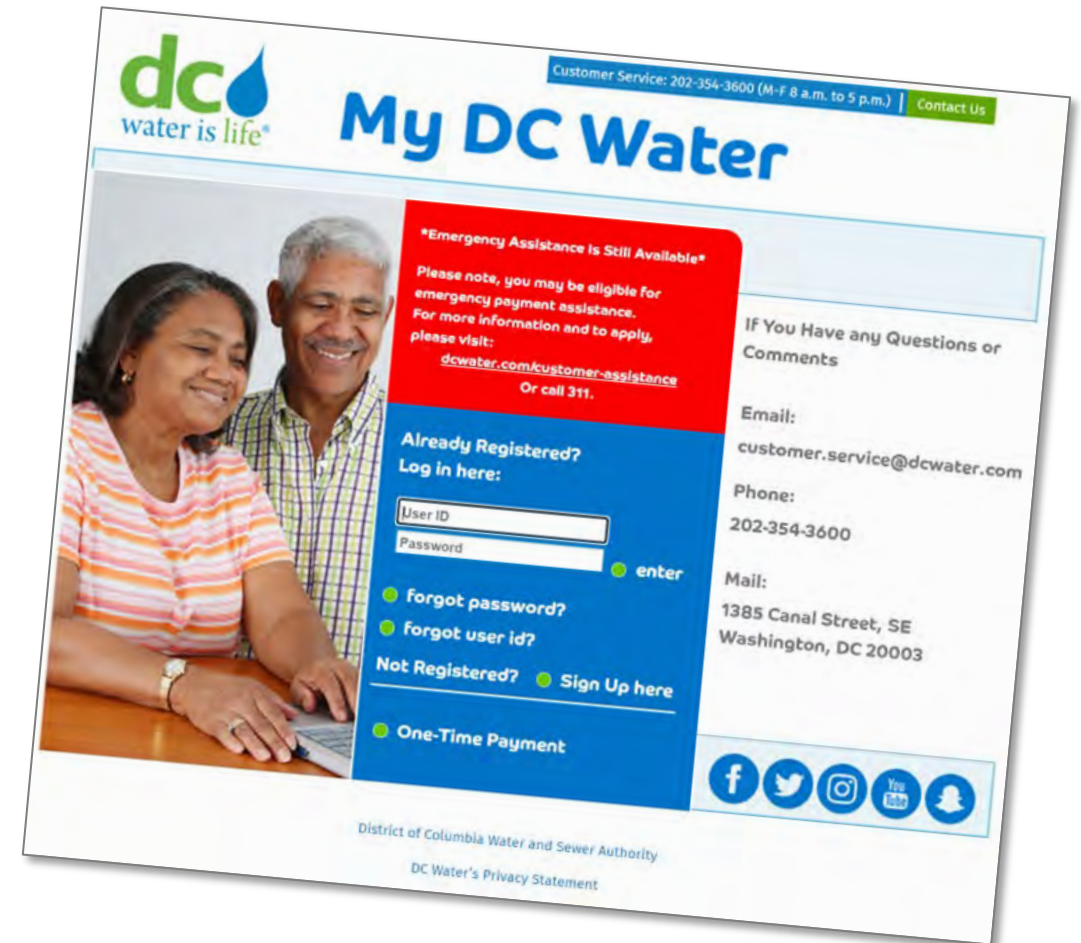 dc
water is life®
Customer Service: 202-354-3600 (M-F 8 a.m. to 5 p.m.) | Contact Us
My DC Water
*Emergency Assistance Is Still Available*
Please note, you may be eligible for
emergency payment assistance.
For more information and to apply,
please visit:
dcwater.com/customer-assistance
Or call 311.
Already Registered?
Log in here:
User ID
Password
enter
forgot password?
forgot user id?
Not Registered? Sign Up here
One-Time Payment
If You Have any Questions or
Comments
Email:
customer.service@dcwater.com
Phone:
202-354-3600
Mail:
1385 Canal Street, SE
Washington, DC 20003
f
You
Tube
District of Columbia Water and Sewer Authority
DC Water's Privacy Statement